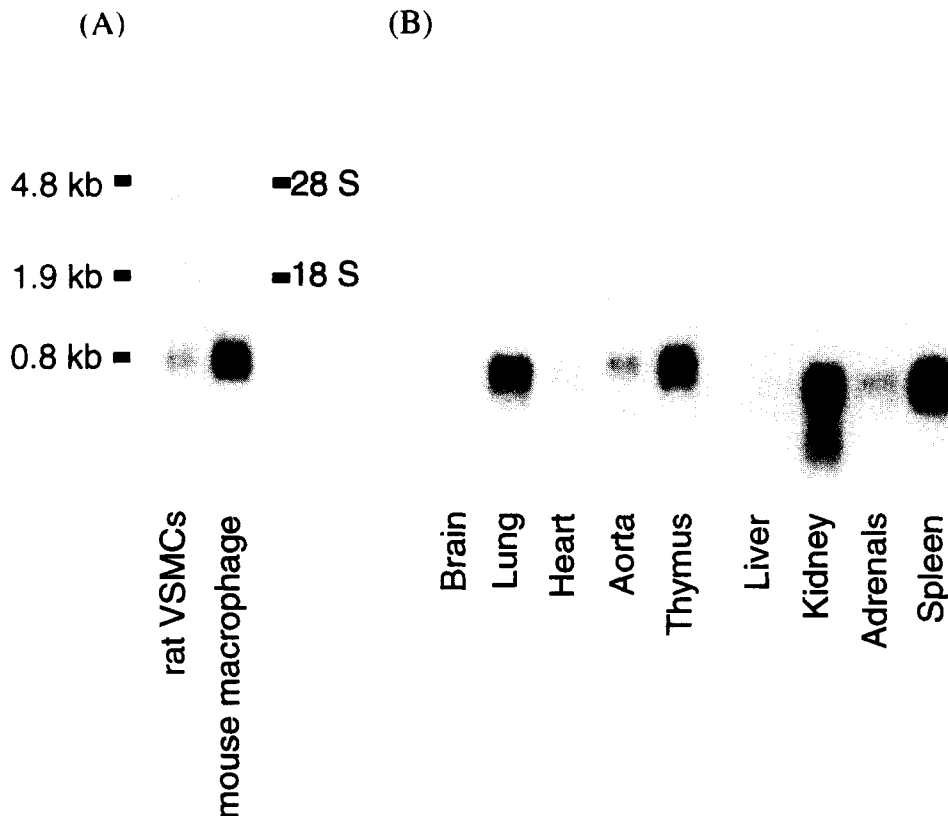 (A)
(B)
4.8 kb
28 S
1.9 kb
18 S
0.8 kb
rat VSMCs
mouse macrophage
Brain
Lung
Heart
Aorta
Thymus
Liver
Kidney
Adrenals
Spleen